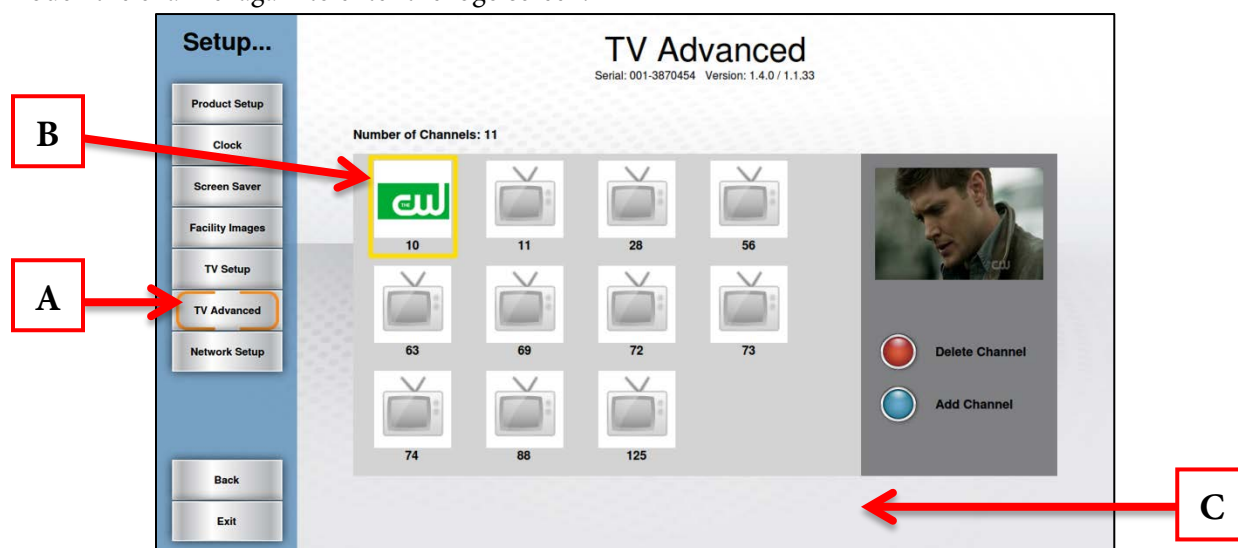 Setup...
TV Advanced
Serial: 001-3870454 Version: 1.4.0 / 1.1.33
Product Setup
B
Number of Channels: 11
Clock
Screen Saver
THE CW
Facility Images
CW
10 11 28 56
TV Setup
A
TV Advanced
Network Setup
63 69 72 73
Delete Channel
Add Channel
74 88 125
Back
C
Exit